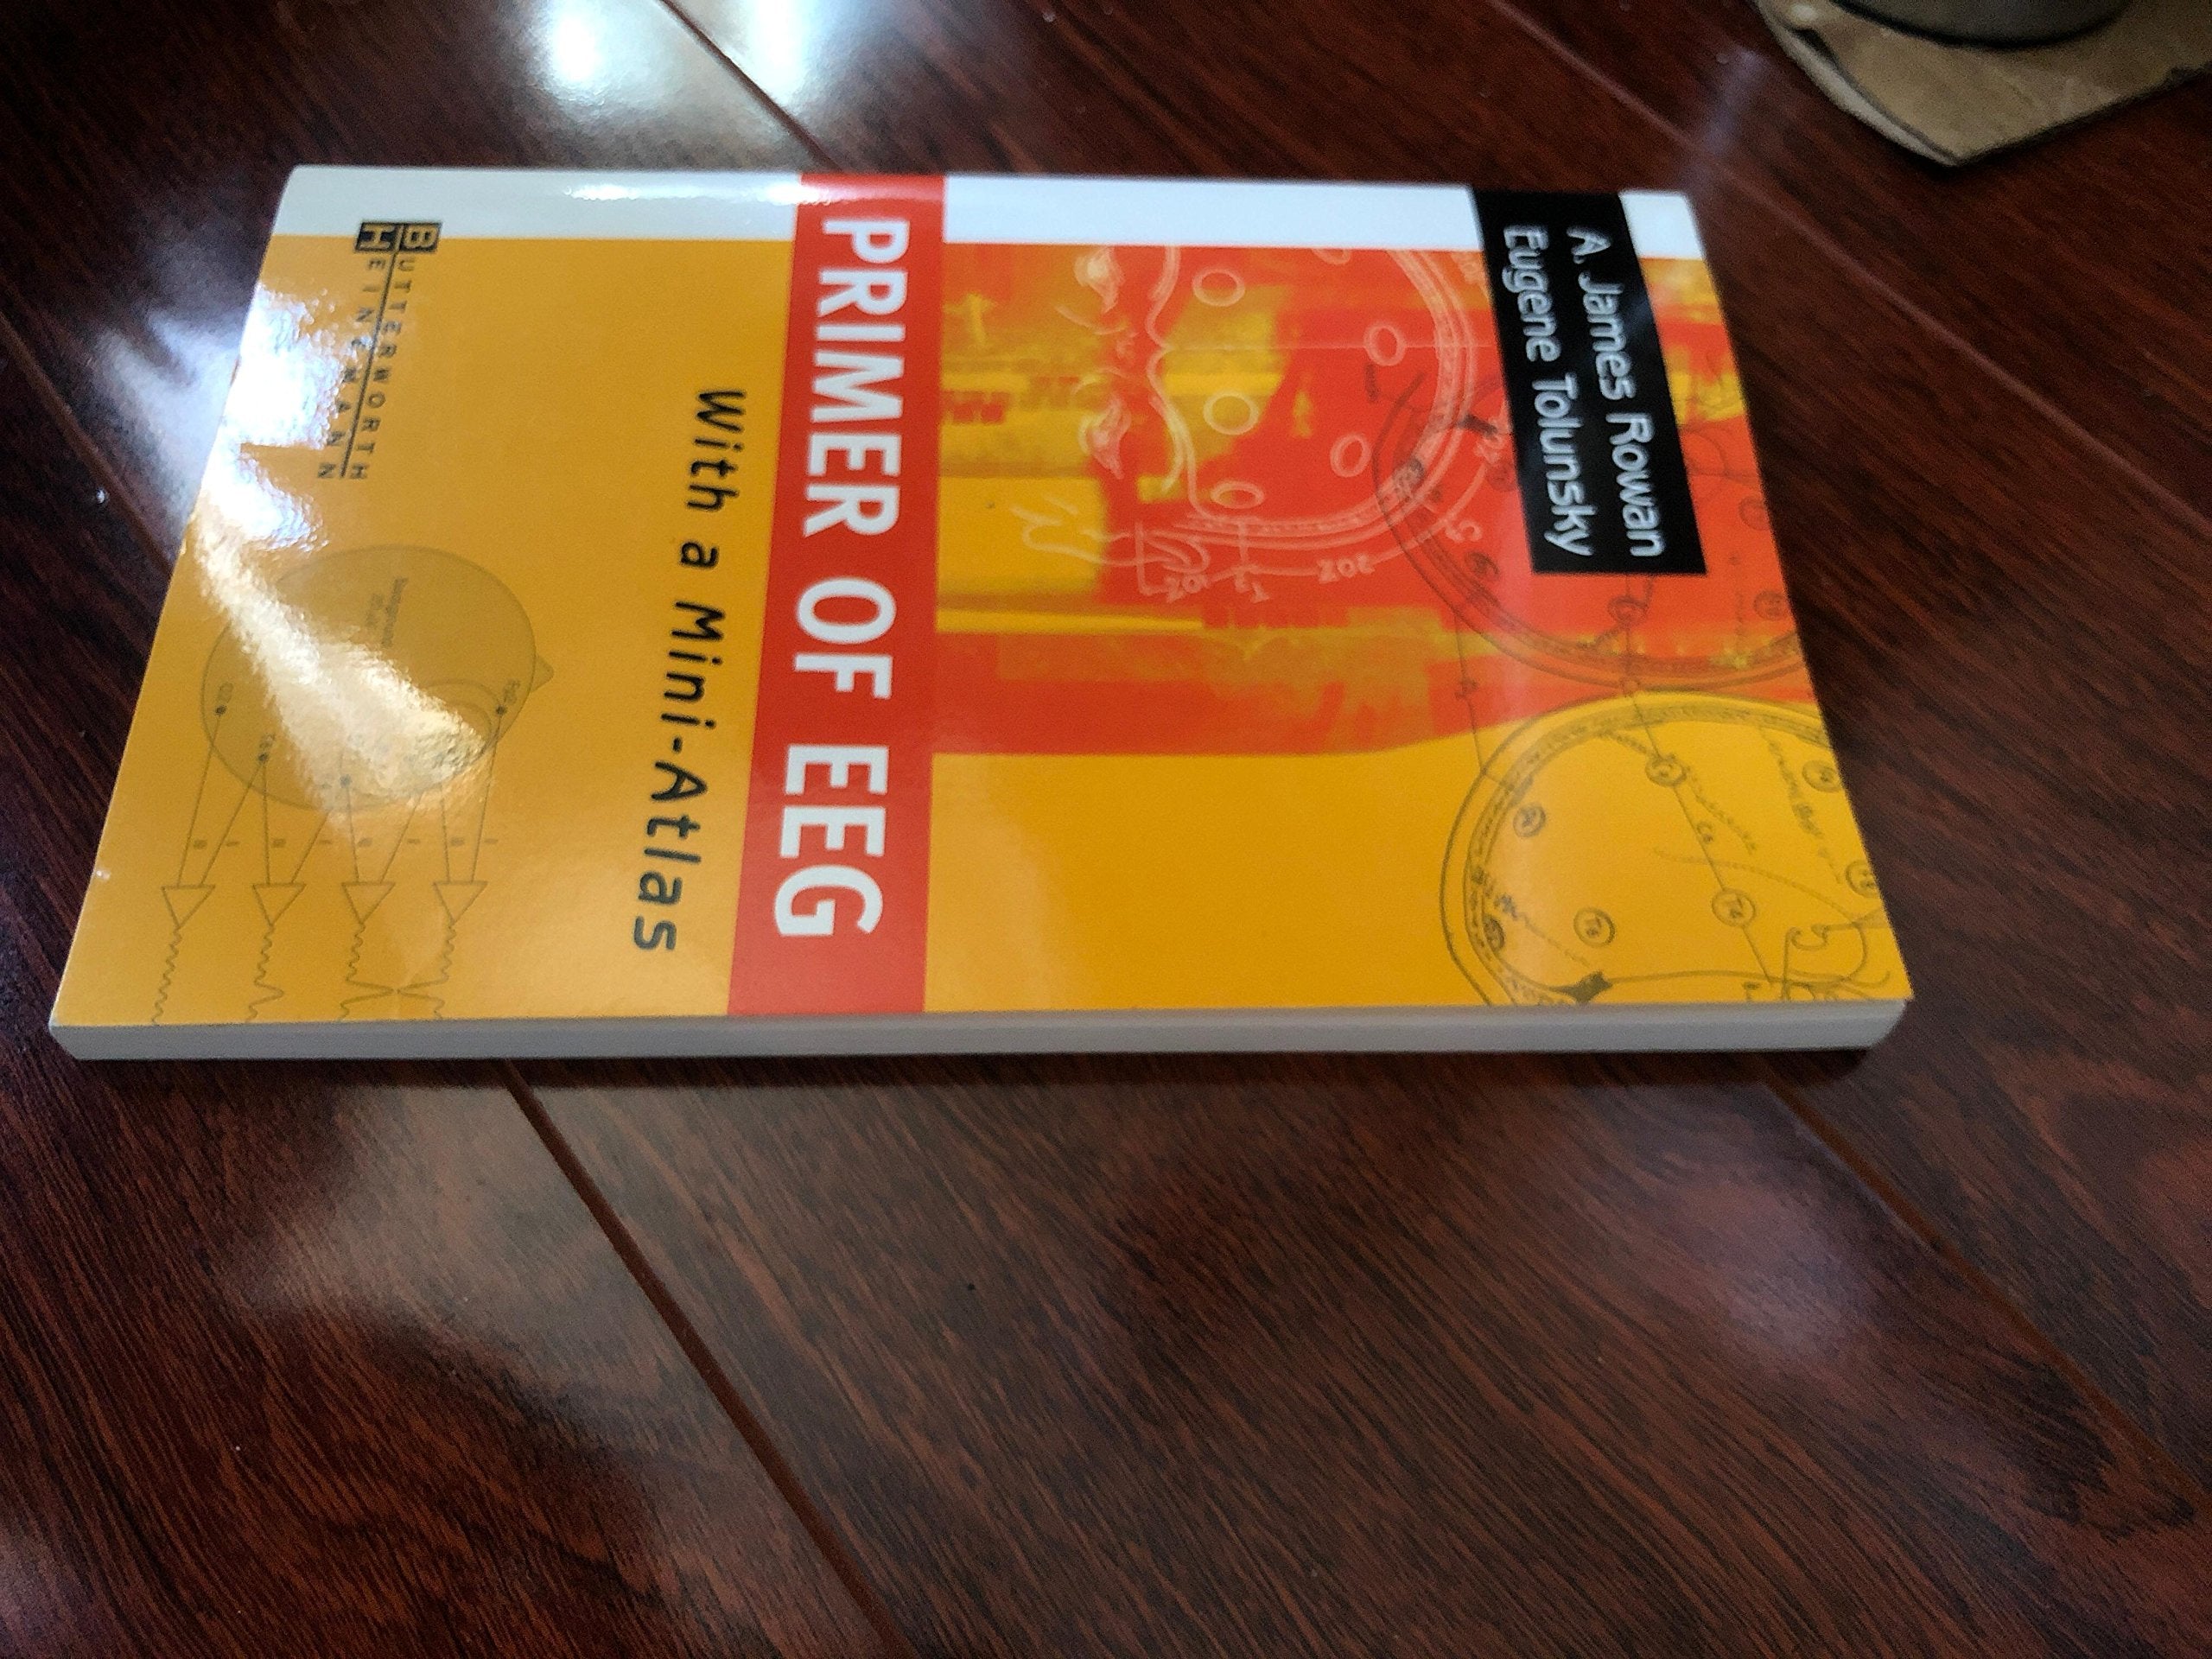 A. James Rowan
Eugene Tolunsky
PRIMER OF EEG
With a Mini-Atlas
BUTTERWORTH
HEINEMANN